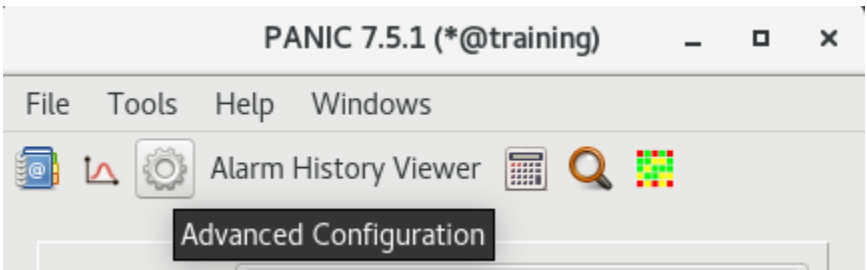 PANIC 7.5.1 (*@training)
File Tools Help Windows
@ Alarm History Viewer
Advanced Configuration